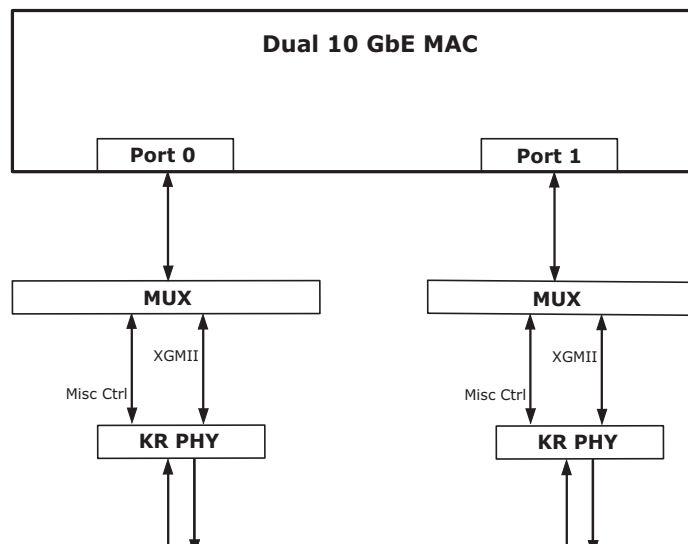 Dual 10 GbE MAC
Port 0
Port 1
MUX
MUX
XGMII
XGMII
Misc Ctrl
Misc Ctrl
KR PHY
KR PHY